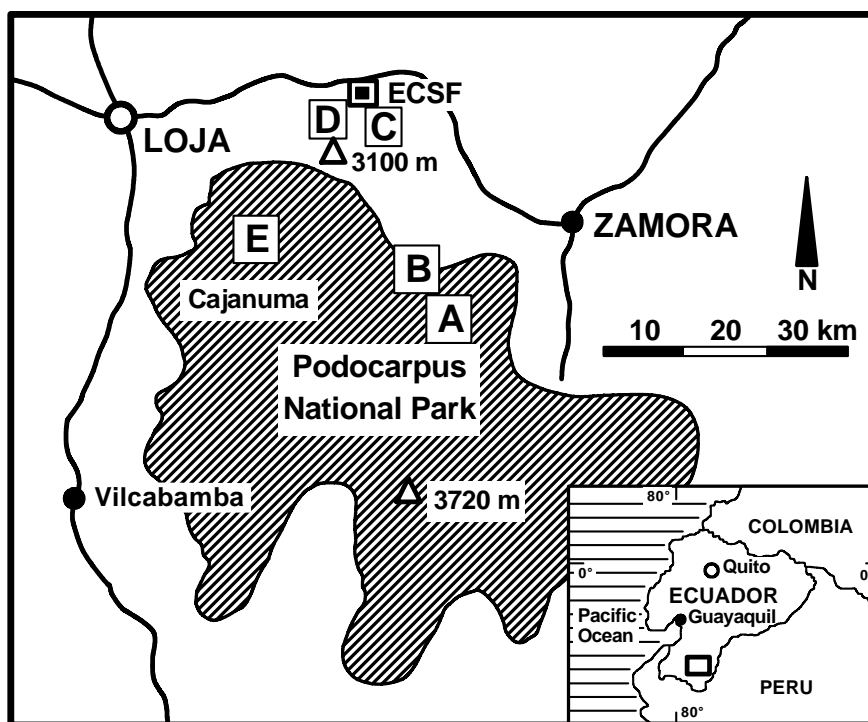 ECSF
D
C
LOJA
3100 m
ZAMORA
E
B
N
Cajanuma
A
10 20 30 km
Podocarpus
National Park
Vilcabamba
3720 m
80°
COLOMBIA
0°
Quito
0
ECUADOR
Pacific
Ocean
Guayaquil
PERU
80°